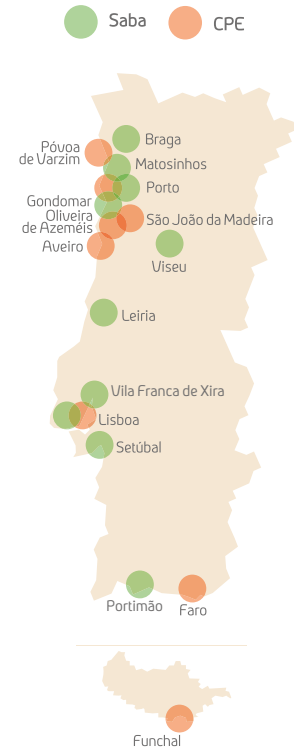 Saba
CPE
Braga
Póvoa
de Varzim
Matosinhos
Porto
Gondomar
Oliveira
de Azeméis
São João da Madeira
Aveiro
Viseu
Leiria
Vila Franca de Xira
Lisboa
Setúbal
Portimão
Faro
Funchal